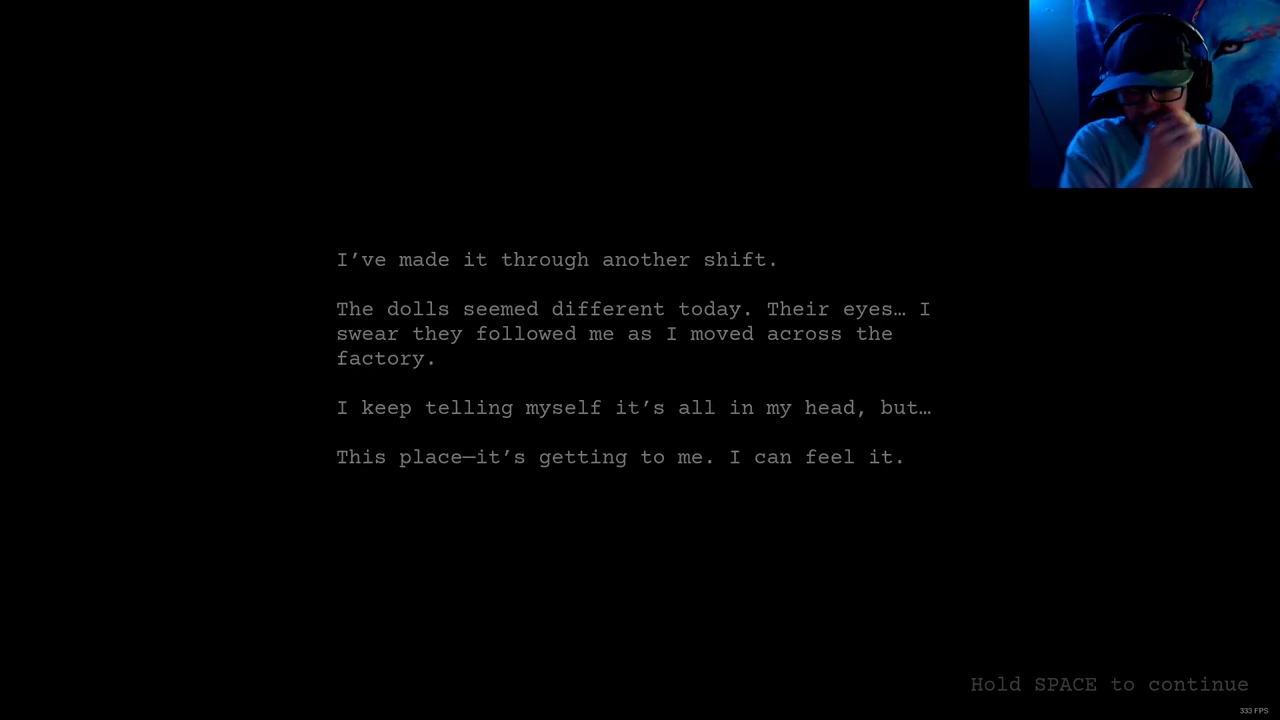 I’ve made it through another shift.
The dolls seemed different today. Their eyes… I
swear they followed me as I moved across the
factory.
I keep telling myself it’s all in my head, but…
This place—it’s getting to me. I can feel it.
Hold SPACE to continue
333 FPS